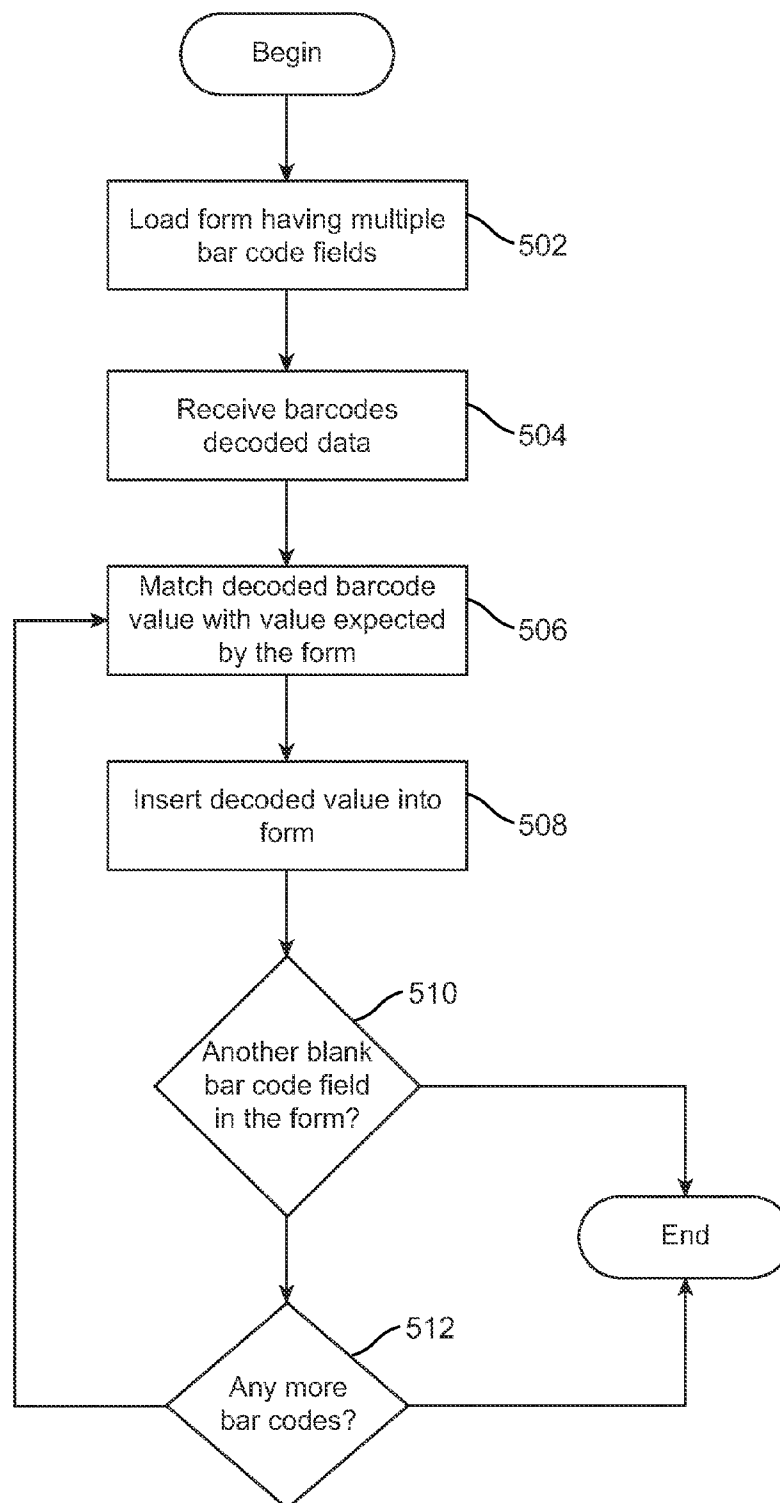 Begin
Load form having multiple
bar code fields
502
Receive barcodes
decoded data
504
Match decoded barcode
value with value expected
by the form
506
Insert decoded value into
form
508
510
Another blank
bar code field
in the form?
End
512
Any more
bar codes?